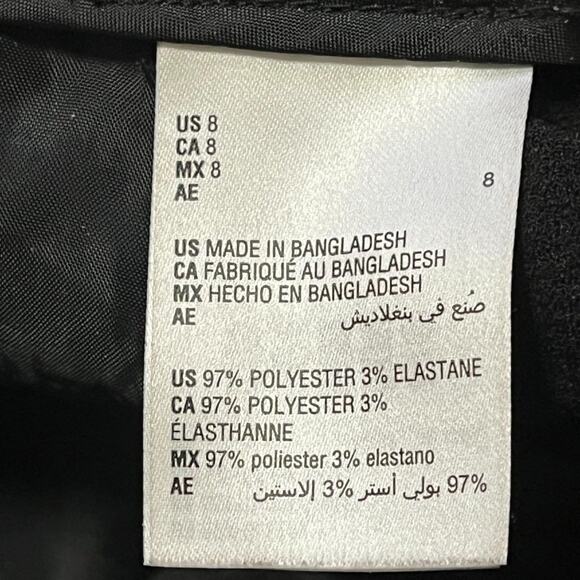 US 8
CA 8
MX 8
AE 8
US MADE IN BANGLADESH
CA FABRIQUÉ AU BANGLADESH
MX HECHO EN BANGLADESH
AE صُنع في بنغلاديش
US 97% POLYESTER 3% ELASTANE
CA 97% POLYESTER 3%
ÉLASTHANNE
MX 97% poliester 3% elastano
AE 97% بولي أستر 3% إلاستين